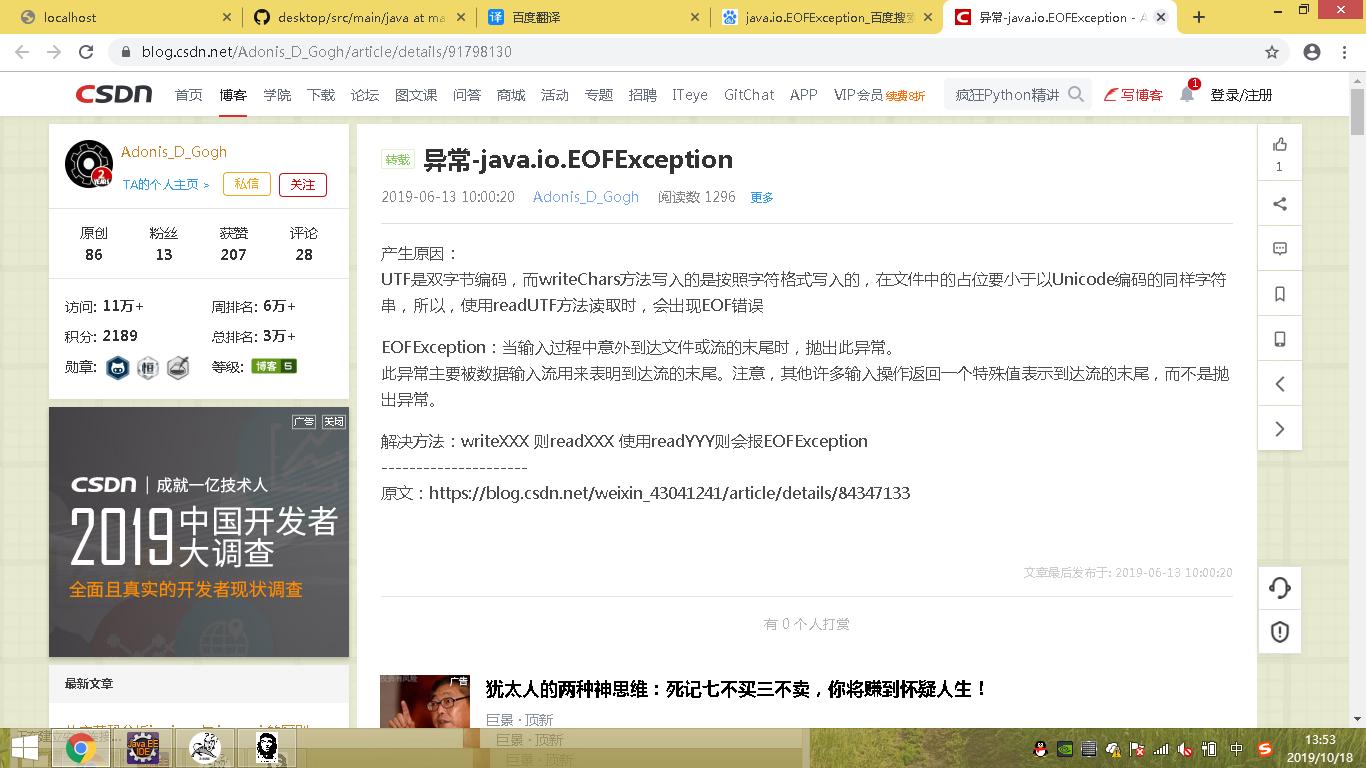 localhost
desktop/src/main/java at ma
百度翻译
java.io.EOFException_百度搜索
异常-java.io.EOFException - A
blog.csdn.net/Adonis_D_Gogh/article/details/91798130
CSDN 首页 博客 学院 下载 论坛 图文课 问答 商城 活动 专题 招聘 ITeye GitChat APP VIP会员 续费8折 疯狂Python精讲 写博客 1 登录/注册
Adonis_D_Gogh
2 YEARS
TA的个人主页 > 私信 关注
原创 粉丝 获赞 评论
86 13 207 28
访问: 11万+ 周排名: 6万+
积分: 2189 总排名: 3万+
勋章: 恒 等级: 博客 5
广告 关闭
CSDN | 成就一亿技术人
2019 中国开发者
大调查
全面且真实的开发者现状调查
最新文章
转载 异常-java.io.EOFException
2019-06-13 10:00:20 Adonis_D_Gogh 阅读数 1296 更多
产生原因：
UTF是双字节编码，而writeChars方法写入的是按照字符格式写入的，在文件中的占位要小于以Unicode编码的同样字符
串，所以，使用readUTF方法读取时，会出现EOF错误
EOFException：当输入过程中意外到达文件或流的末尾时，抛出此异常。
此异常主要被数据输入流用来表明到达流的末尾。注意，其他许多输入操作返回一个特殊值表示到达流的末尾，而不是抛
出异常。
解决方法：writeXXX 则readXXX 使用readYYY则会报EOFException
---------------------
原文：https://blog.csdn.net/weixin_43041241/article/details/84347133
文章最后发布于: 2019-06-13 10:00:20
有 0 个人打赏
广告
犹太人的两种神思维：死记七不买三不卖，你将赚到怀疑人生！
巨景 · 顶新
巨景 · 顶新
巨景 · 顶新
1
Java EE
IDE
中
13:53
2019/10/18